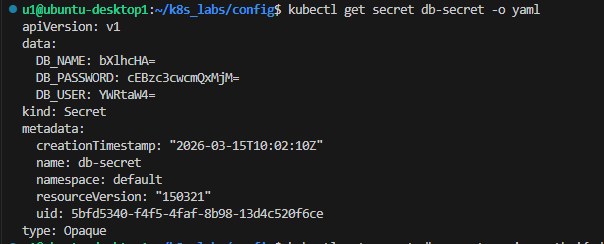 u1@ubuntu-desktop1:~/k8s_labs/config$ kubectl get secret db-secret -o yaml
apiVersion: v1
data:
  DB_NAME: bXlhcHA=
  DB_PASSWORD: cEBzc3cwcmQxMjM=
  DB_USER: YWRtaW4=
kind: Secret
metadata:
  creationTimestamp: "2026-03-15T10:02:10Z"
  name: db-secret
  namespace: default
  resourceVersion: "150321"
  uid: 5bfd5340-f4f5-4faf-8b98-13d4c520f6ce
type: Opaque